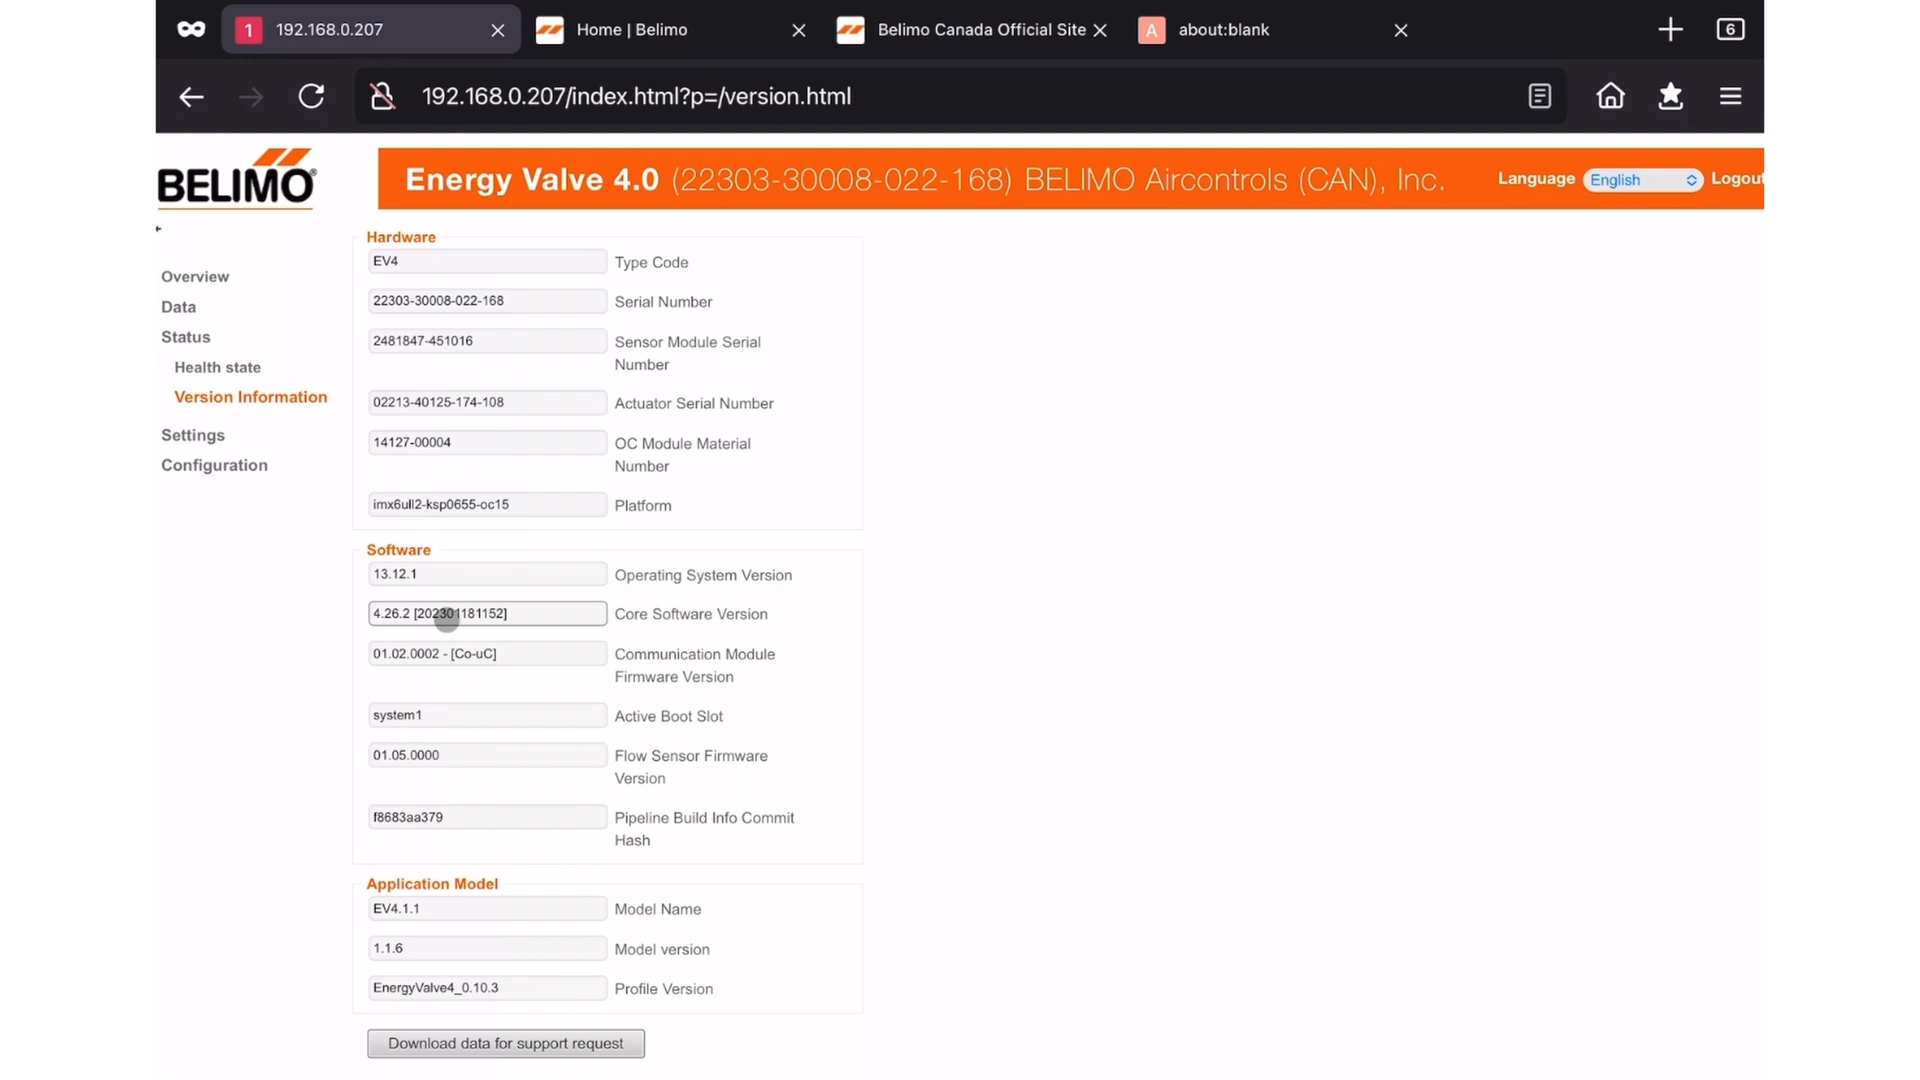 1 192.168.0.207 Home | Belimo Belimo Canada Official Site A about:blank 6
192.168.0.207/index.html?p=/version.html
BELIMO® Energy Valve 4.0 (22303-30008-022-168) BELIMO Aircontrols (CAN), Inc. Language English Logout
Overview
Data
Status
Health state
Version Information
Settings
Configuration
Hardware
EV4 Type Code
22303-30008-022-168 Serial Number
2481847-451016 Sensor Module Serial
Number
02213-40125-174-108 Actuator Serial Number
14127-00004 OC Module Material
Number
imx6ull2-ksp0655-oc15 Platform
Software
13.12.1 Operating System Version
4.26.2 [202301181152] Core Software Version
01.02.0002 - [Co-uC] Communication Module
Firmware Version
system1 Active Boot Slot
01.05.0000 Flow Sensor Firmware
Version
f8683aa379 Pipeline Build Info Commit
Hash
Application Model
EV4.1.1 Model Name
1.1.6 Model version
EnergyValve4_0.10.3 Profile Version
Download data for support request